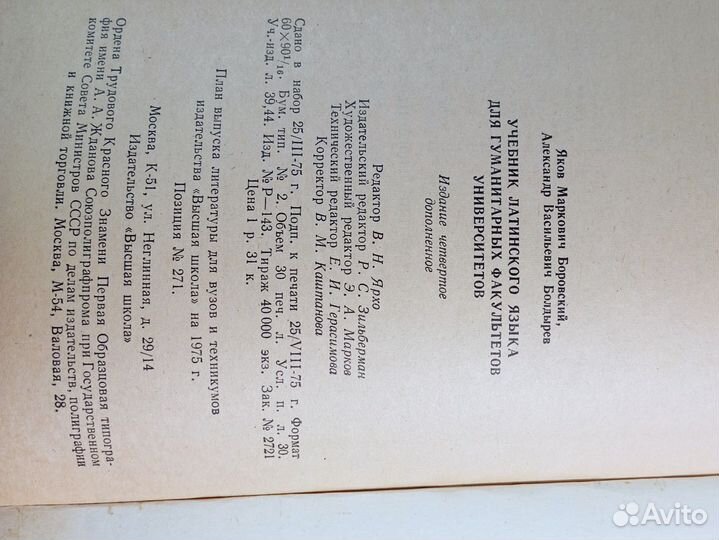 Яков Маркович Боровский,
Александр Васильевич Болдырев
УЧЕБНИК ЛАТИНСКОГО ЯЗЫКА
ДЛЯ ГУМАНИТАРНЫХ ФАКУЛЬТЕТОВ
УНИВЕРСИТЕТОВ
Издание четвертое
дополненное
Редактор В. Н. Ярхо
Издательский редактор Р. С. Зильберман
Художественный редактор Э. А. Марков
Технический редактор Е. И. Герасимова
Корректор В. М. Каштанова
Сдано в набор 25/III-75 г. Подп. к печати 25/VIII-75 г. Формат
60×90¹/₁₆. Бум. тип. № 2. Объем 30 печ. л. Усл. п. л. 30.
Уч.-изд. л. 39,44. Изд. № Р—143. Тираж 40 000 экз. Зак. № 2721
Цена 1 р. 31 к.
План выпуска литературы для вузов и техникумов
издательства «Высшая школа» на 1975 г.
Позиция № 271.
Москва, К-51, ул. Неглинная, д. 29/14
Издательство «Высшая школа»
Ордена Трудового Красного Знамени Первая Образцовая типогра-
фия имени А. А. Жданова Союзполиграфпрома при Государственном
комитете Совета Министров СССР по делам издательств, полиграфии
и книжной торговли. Москва, М-54, Валовая, 28.
Avito